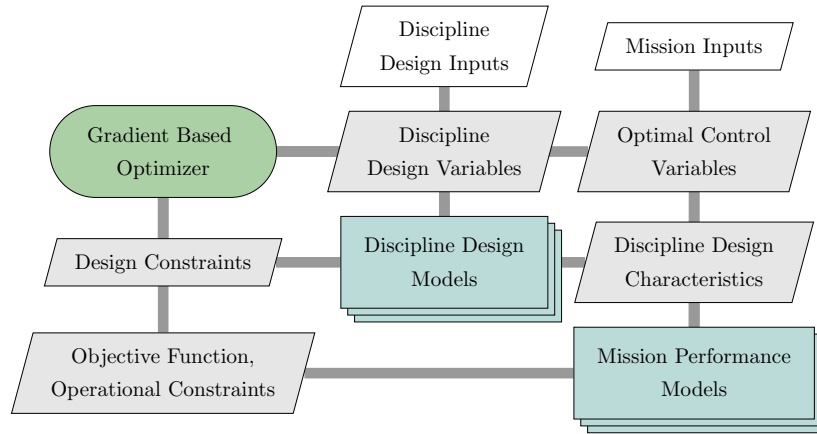 Discipline
Design Inputs
Mission Inputs
Gradient Based
Optimizer
Discipline
Design Variables
Optimal Control
Variables
Design Constraints
Discipline Design
Models
Discipline Design
Characteristics
Objective Function,
Operational Constraints
Mission Performance
Models